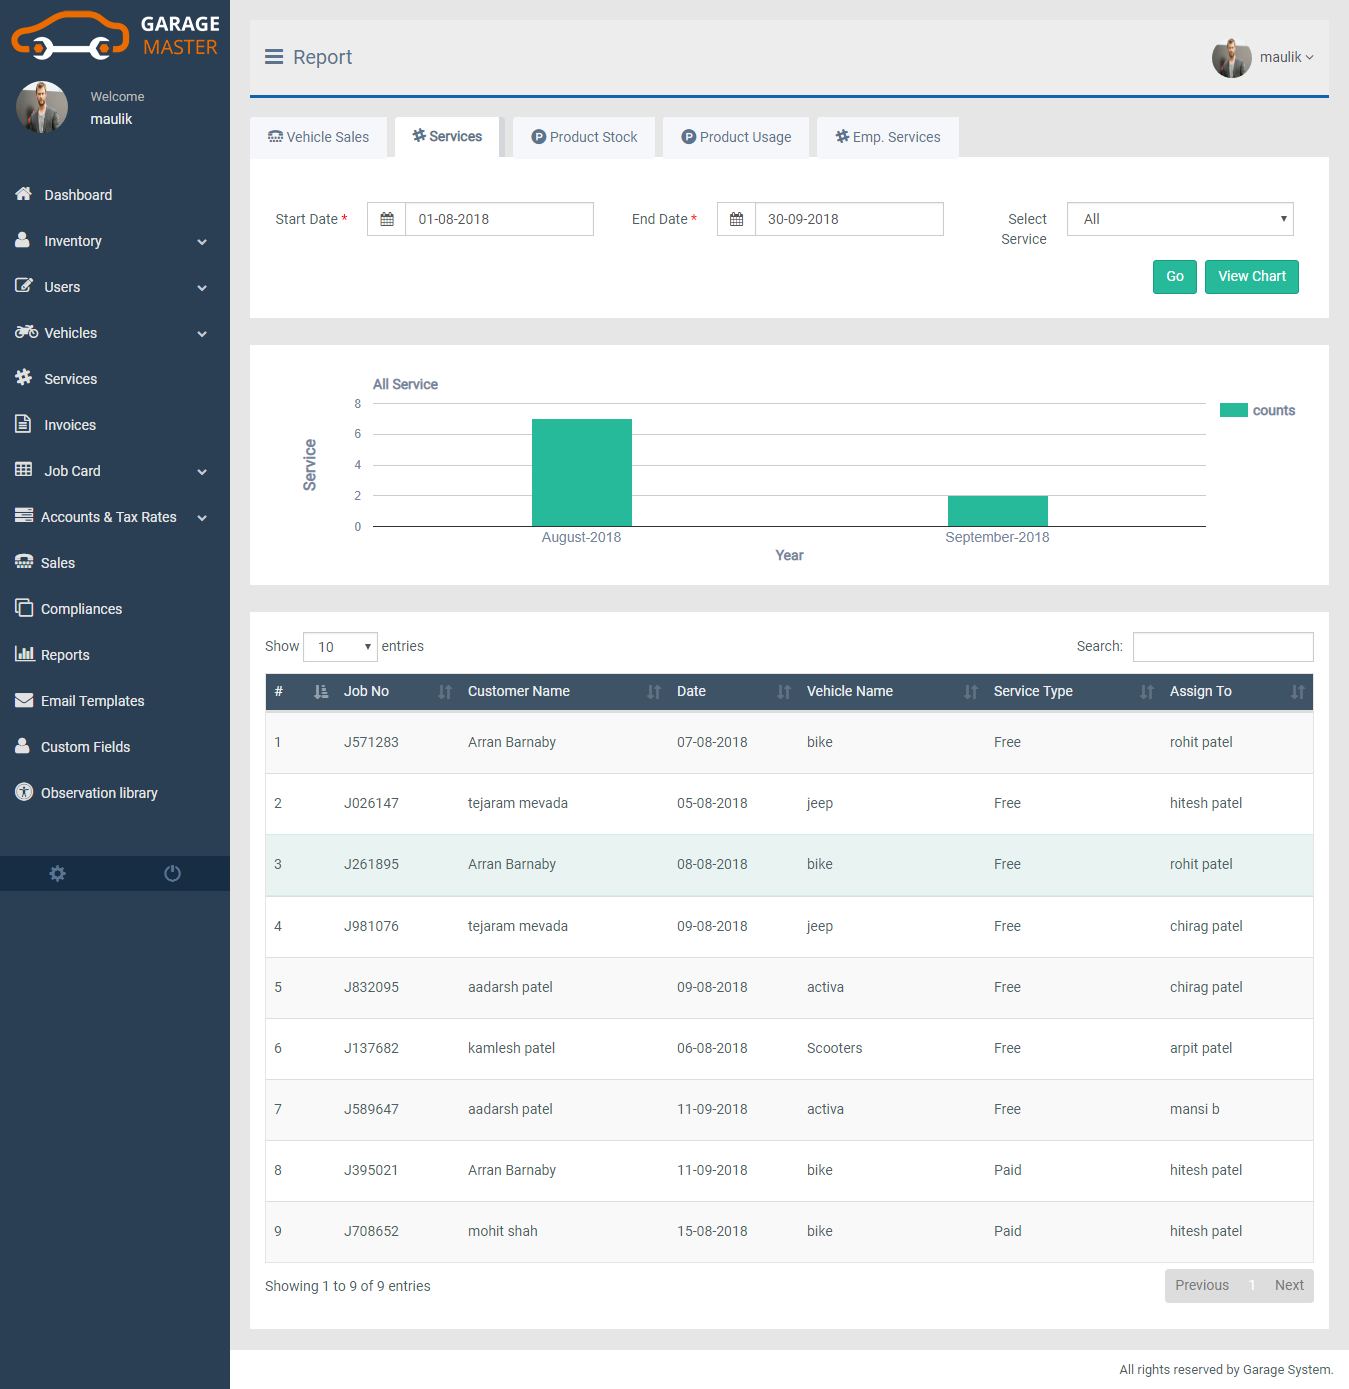 GARAGE
MASTER
Welcome
maulik
Dashboard
Inventory
Users
Vehicles
Services
Invoices
Job Card
Accounts & Tax Rates
Sales
Compliances
Reports
Email Templates
Custom Fields
Observation library
Report
maulik
Vehicle Sales Services P Product Stock P Product Usage Emp. Services
Start Date * 01-08-2018 End Date * 30-09-2018 Select Service All
Go View Chart
All Service
counts
8
6
4
2
0
Service
August-2018 September-2018
Year
Show 10 entries Search:
# Job No Customer Name Date Vehicle Name Service Type Assign To
1 J571283 Arran Barnaby 07-08-2018 bike Free rohit patel
2 J026147 tejaram mevada 05-08-2018 jeep Free hitesh patel
3 J261895 Arran Barnaby 08-08-2018 bike Free rohit patel
4 J981076 tejaram mevada 09-08-2018 jeep Free chirag patel
5 J832095 aadarsh patel 09-08-2018 activa Free chirag patel
6 J137682 kamlesh patel 06-08-2018 Scooters Free arpit patel
7 J589647 aadarsh patel 11-09-2018 activa Free mansi b
8 J395021 Arran Barnaby 11-09-2018 bike Paid hitesh patel
9 J708652 mohit shah 15-08-2018 bike Paid hitesh patel
Showing 1 to 9 of 9 entries Previous 1 Next
All rights reserved by Garage System.